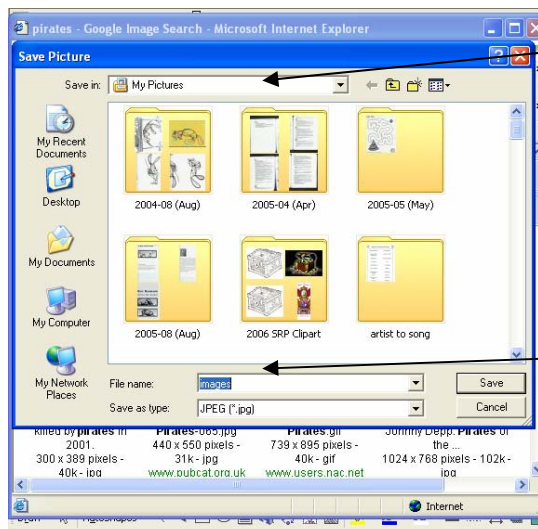 pirates - Google Image Search - Microsoft Internet Explorer
Save Picture
Save in: My Pictures
My Recent
Documents
Desktop
My Documents
My Computer
My Network
Places
2004-08 (Aug) 2005-04 (Apr) 2005-05 (May)
2005-08 (Aug) 2006 SRP Clipart artist to song
File name: images Save
Save as type: JPEG (*.jpg) Cancel
killed by pirates in Pirates-065.jpg Pirates.gif Johnny Depp. Pirates of
2001. 440 x 550 pixels - 739 x 895 pixels - the ...
300 x 389 pixels - 31k - jpg 40k - gif 1024 x 768 pixels - 102k -
40k - jpg www.pubcat.org.uk www.users.nac.net jpg
Internet
Draw AutoShapes